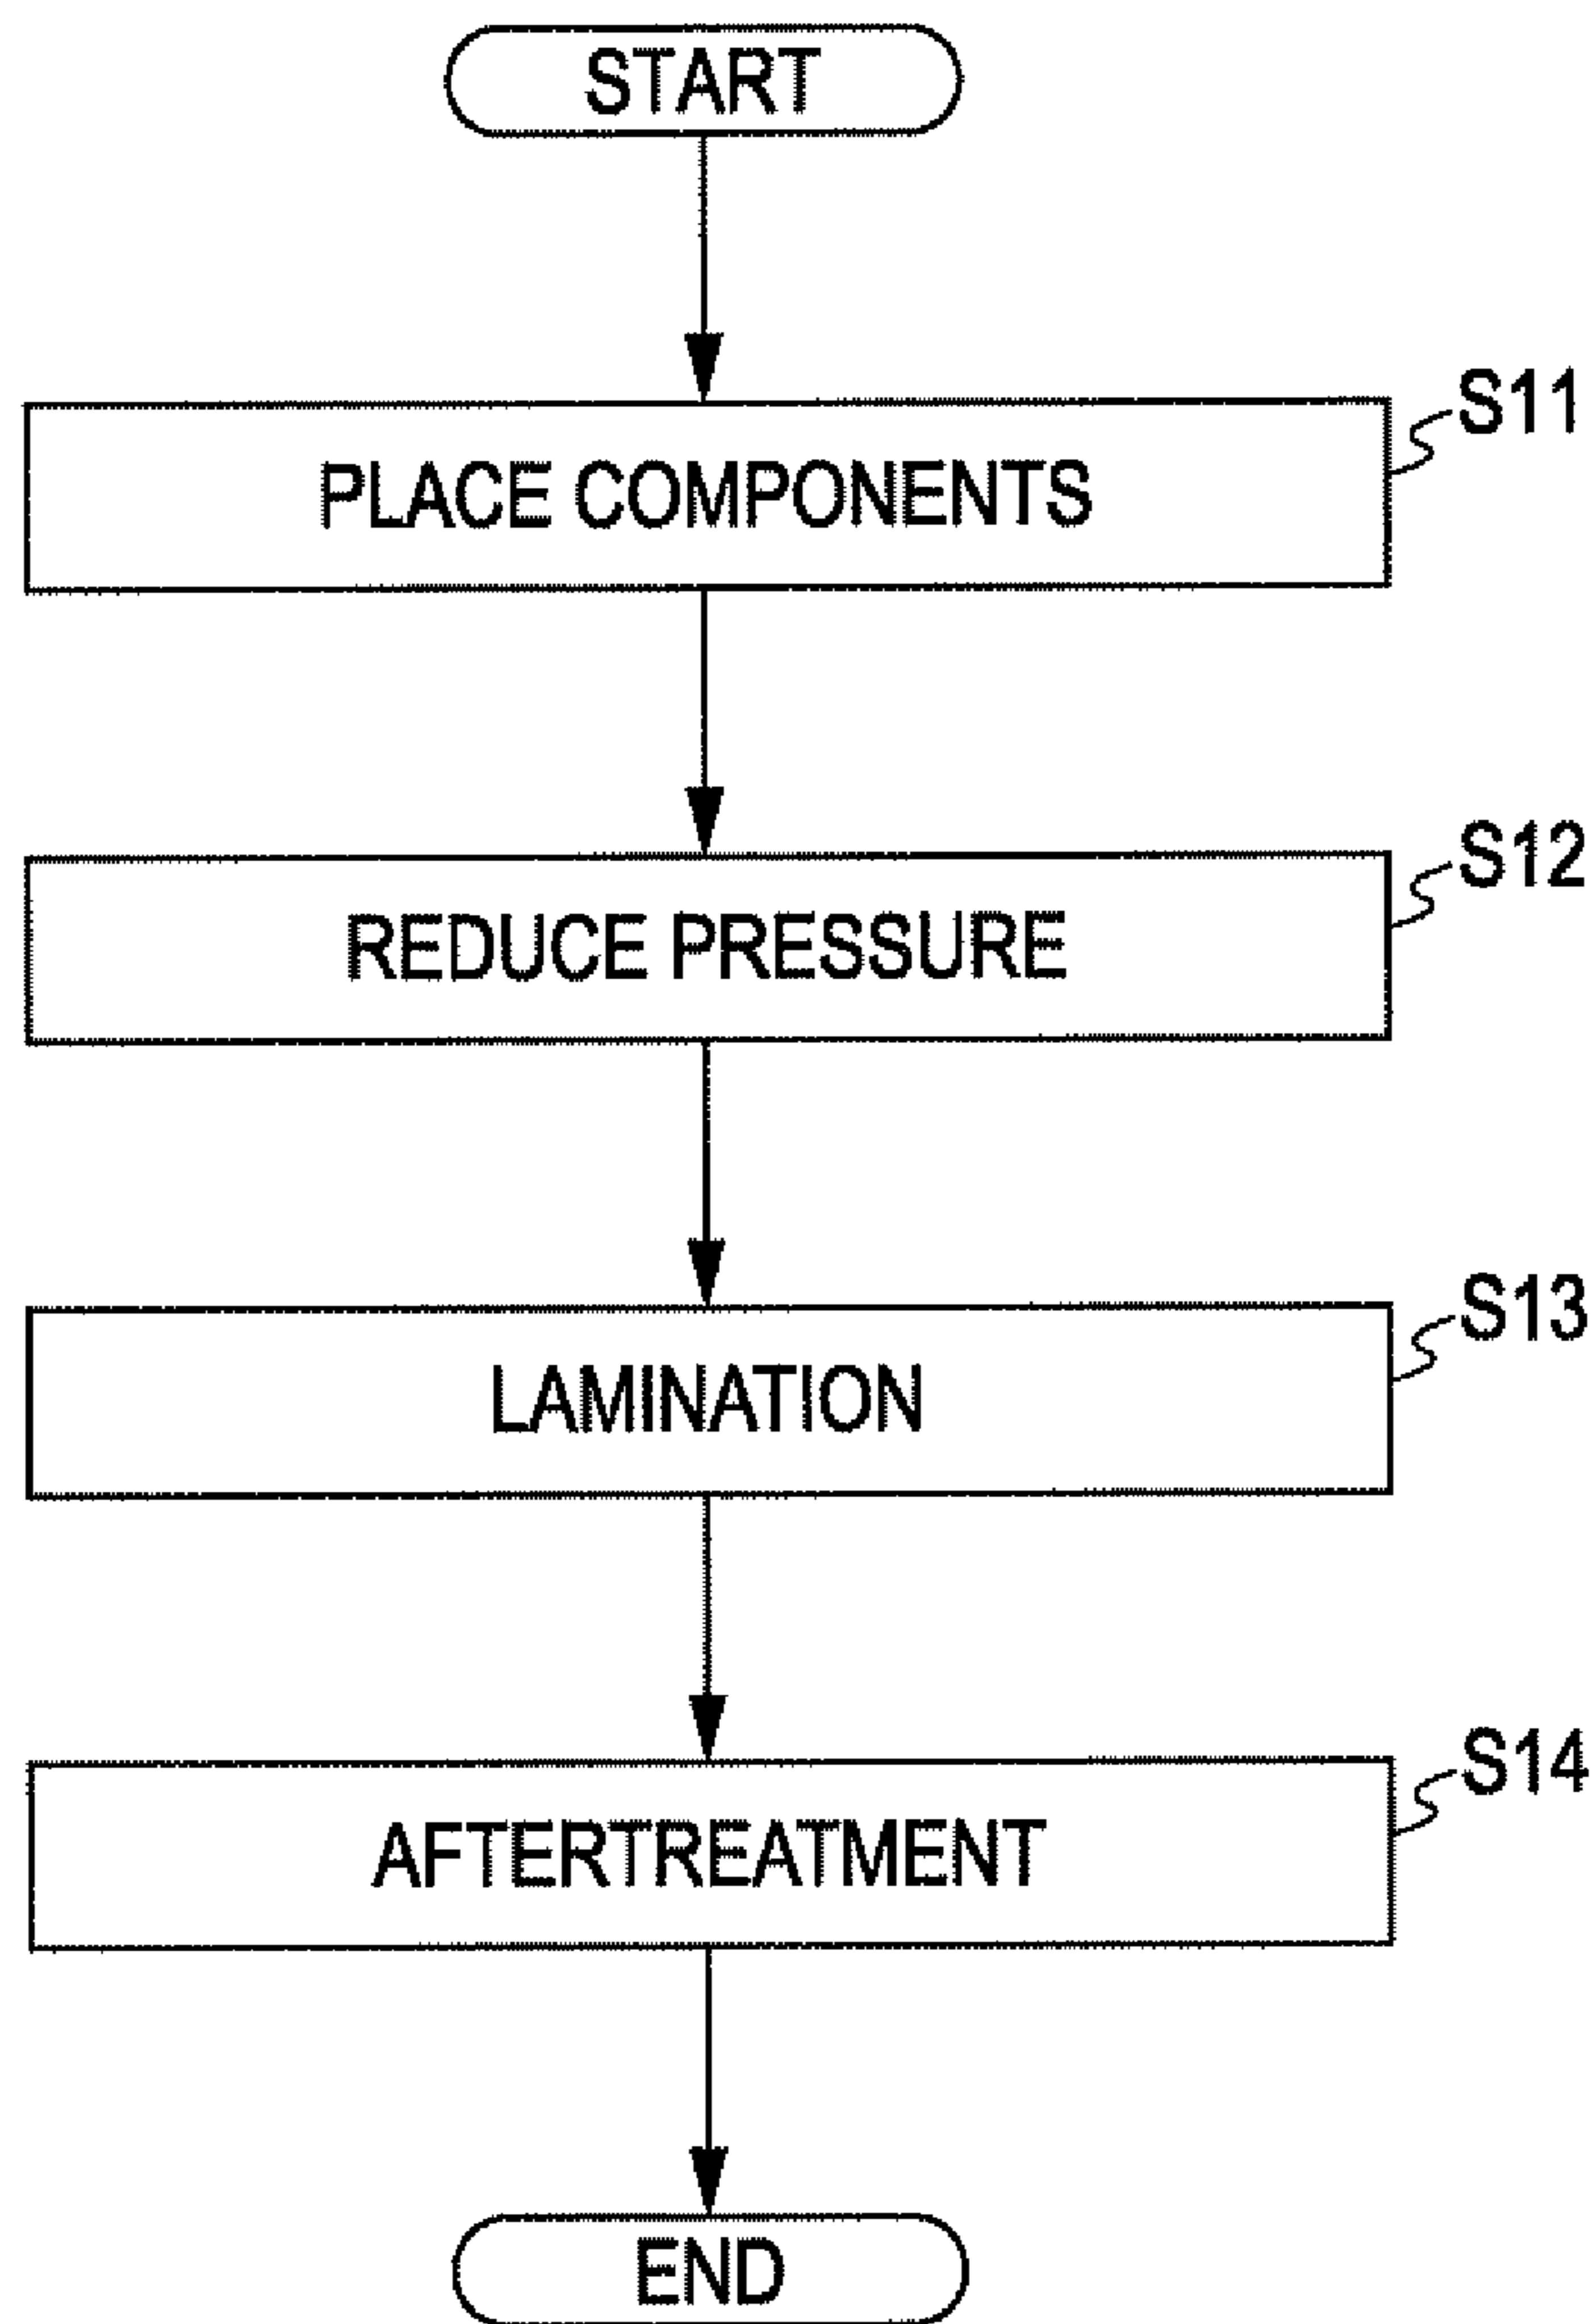 START
S11
PLACE COMPONENTS
S12
REDUCE PRESSURE
S13
LAMINATION
S14
AFTERTREATMENT
END